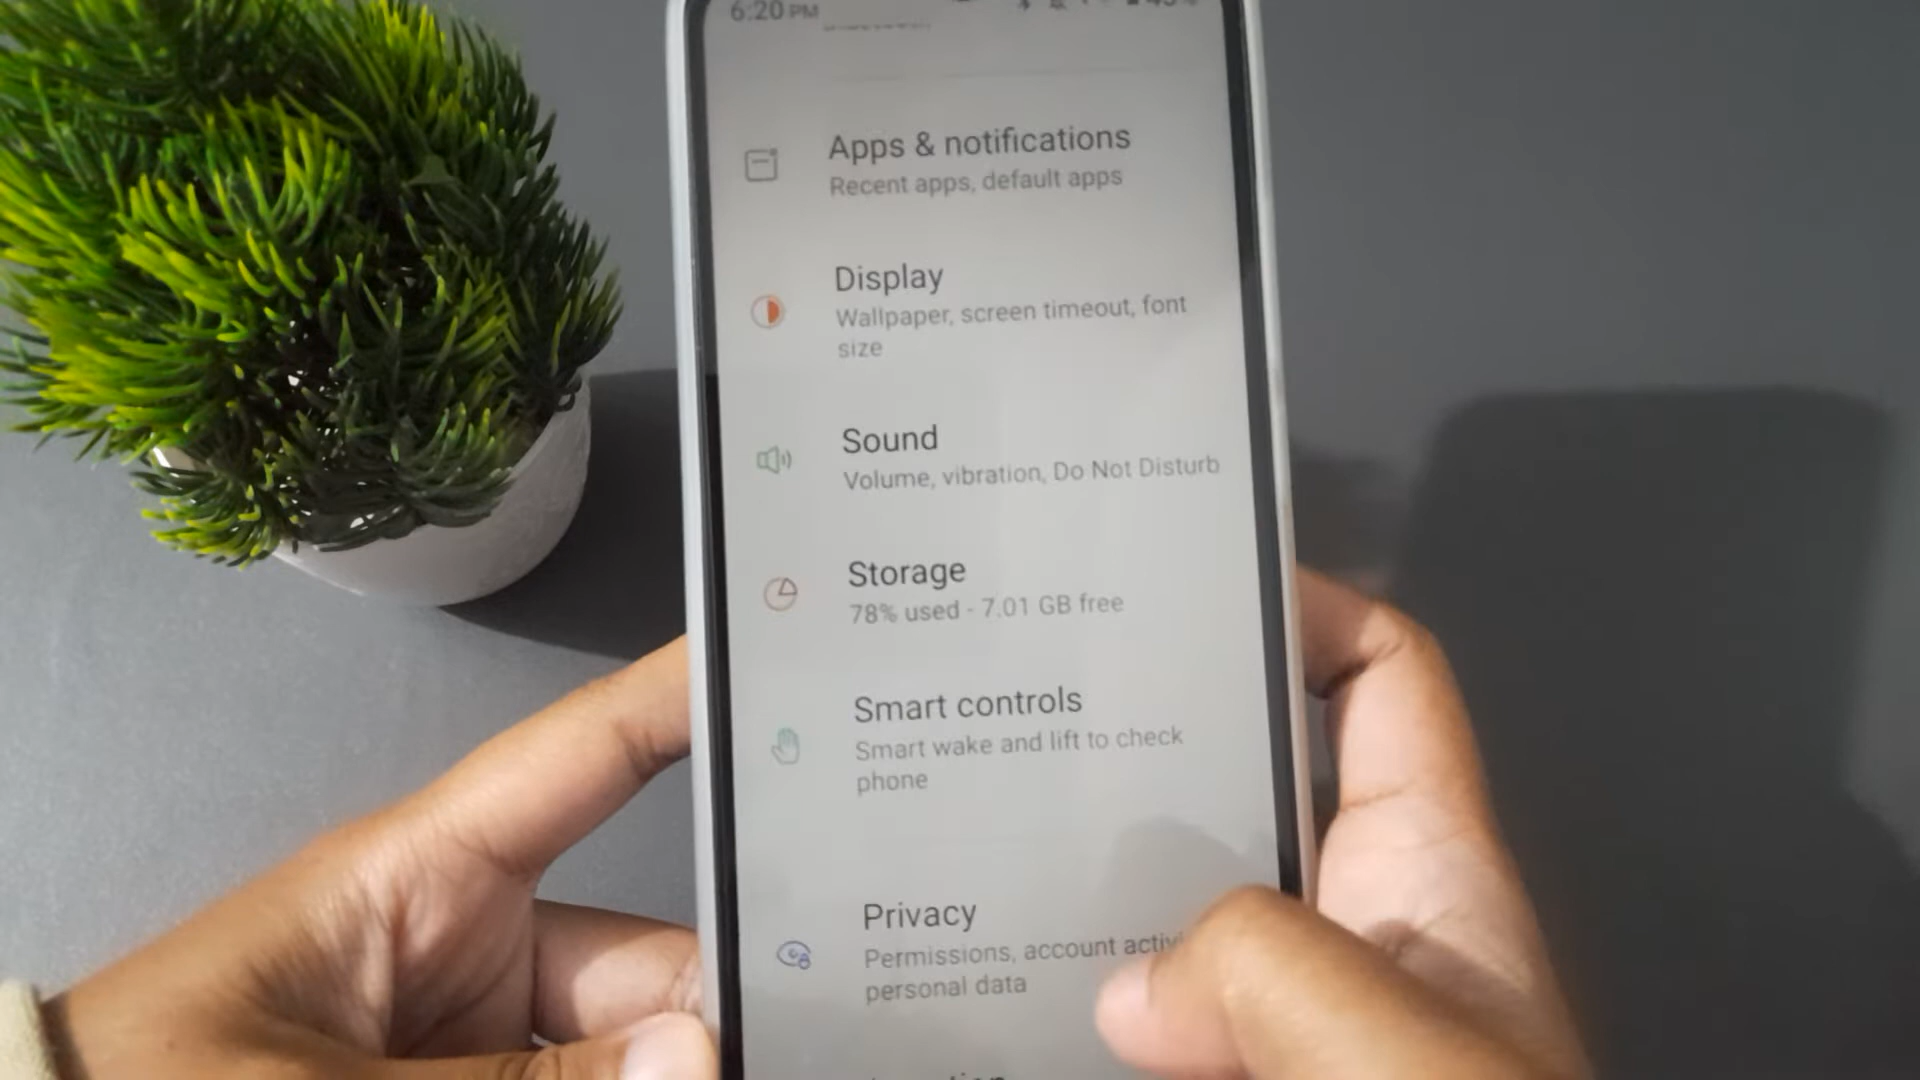 6:20 PM
Apps & notifications
Recent apps, default apps
Display
Wallpaper, screen timeout, font
size
Sound
Volume, vibration, Do Not Disturb
Storage
78% used - 7.01 GB free
Smart controls
Smart wake and lift to check
phone
Privacy
Permissions, account activi
personal data